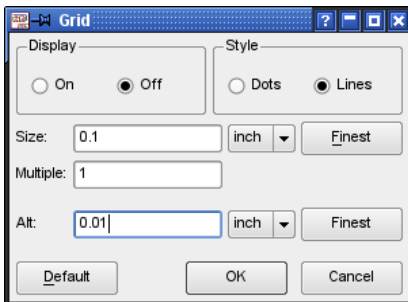 Grid
Display
Style
On
Off
Dots
Lines
Size: 0.1 inch Finest
Multiple: 1
Alt: 0.01 inch Finest
Default OK Cancel